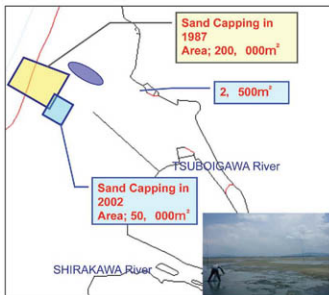 Sand Capping in
1987
Area; 200, 000m²
2, 500m²
TSUBOIGAWA River
Sand Capping in
2002
Area; 50, 000m²
SHIRAKAWA River